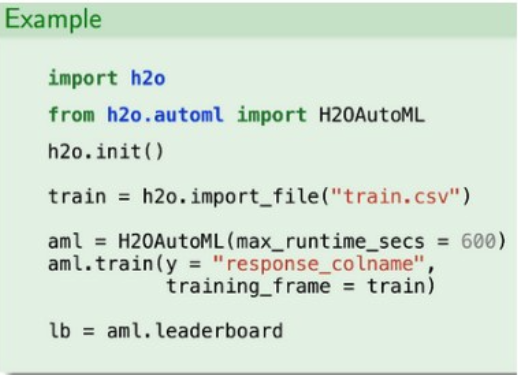 Example
import h2o
from h2o.automl import H2OAutoML
h2o.init()
train = h2o.import_file("train.csv")
aml = H2OAutoML(max_runtime_secs = 600)
aml.train(y = "response_colname",
training_frame = train)
lb = aml.leaderboard